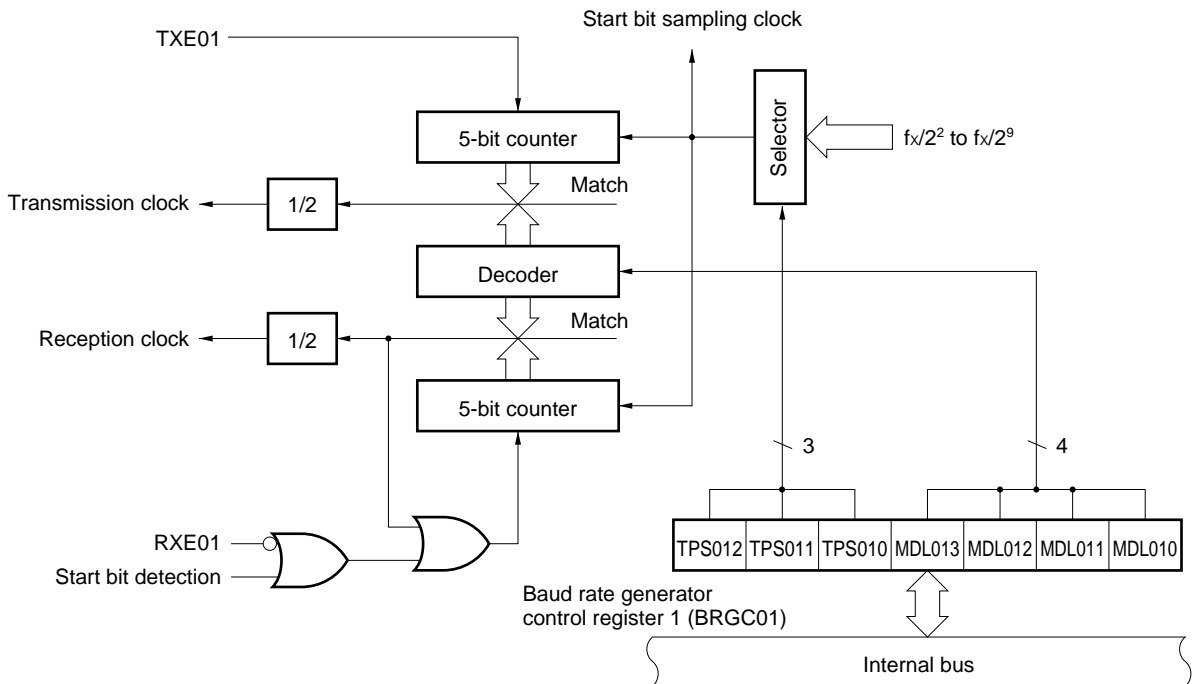 Start bit sampling clock
TXE01
5-bit counter
Selector
fx/2² to fx/2⁹
Match
Transmission clock
1/2
Decoder
Match
Reception clock
1/2
5-bit counter
3
4
RXE01
Start bit detection
TPS012 TPS011 TPS010 MDL013 MDL012 MDL011 MDL010
Baud rate generator
control register 1 (BRGC01)
Internal bus